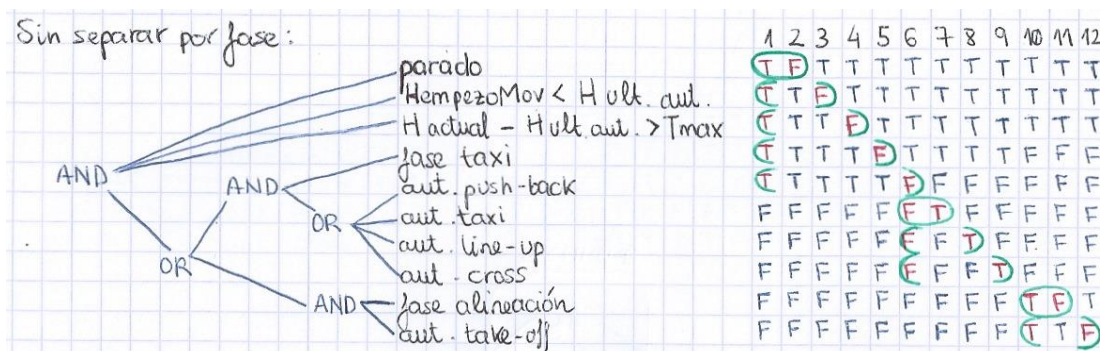 Sin separar por fase: 1 2 3 4 5 6 7 8 9 10 11 12
parado T F T T T T T T T T T T
HempezoMov < H ult. aut. T T F T T T T T T T T T
H actual - H ult. aut. > Tmax T T T F T T T T T T T T
fase taxi T T T T F T T T T F F F
AND AND aut. push-back T T T T T F F F F F F F
aut. taxi F F F F F F T F F F F F
OR aut. line-up F F F F F F F T F F F F
OR aut. cross F F F F F F F F T F F F
AND fase alineación F F F F F F F F F T F T
aut. take-off F F F F F F F F F T T F